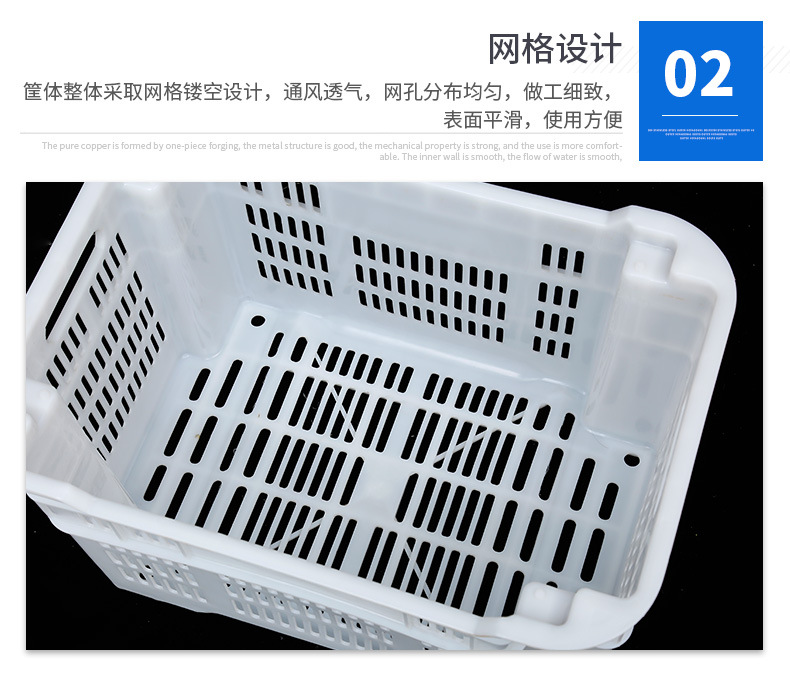 网格设计
筐体整体采取网格镂空设计，通风透气，网孔分布均匀，做工细致，
表面平滑，使用方便
The pure copper is formed by one-piece forging, the metal structure is good, the mechanical property is strong, and the use is more comfort-
able. The inner wall is smooth, the flow of water is smooth,
02